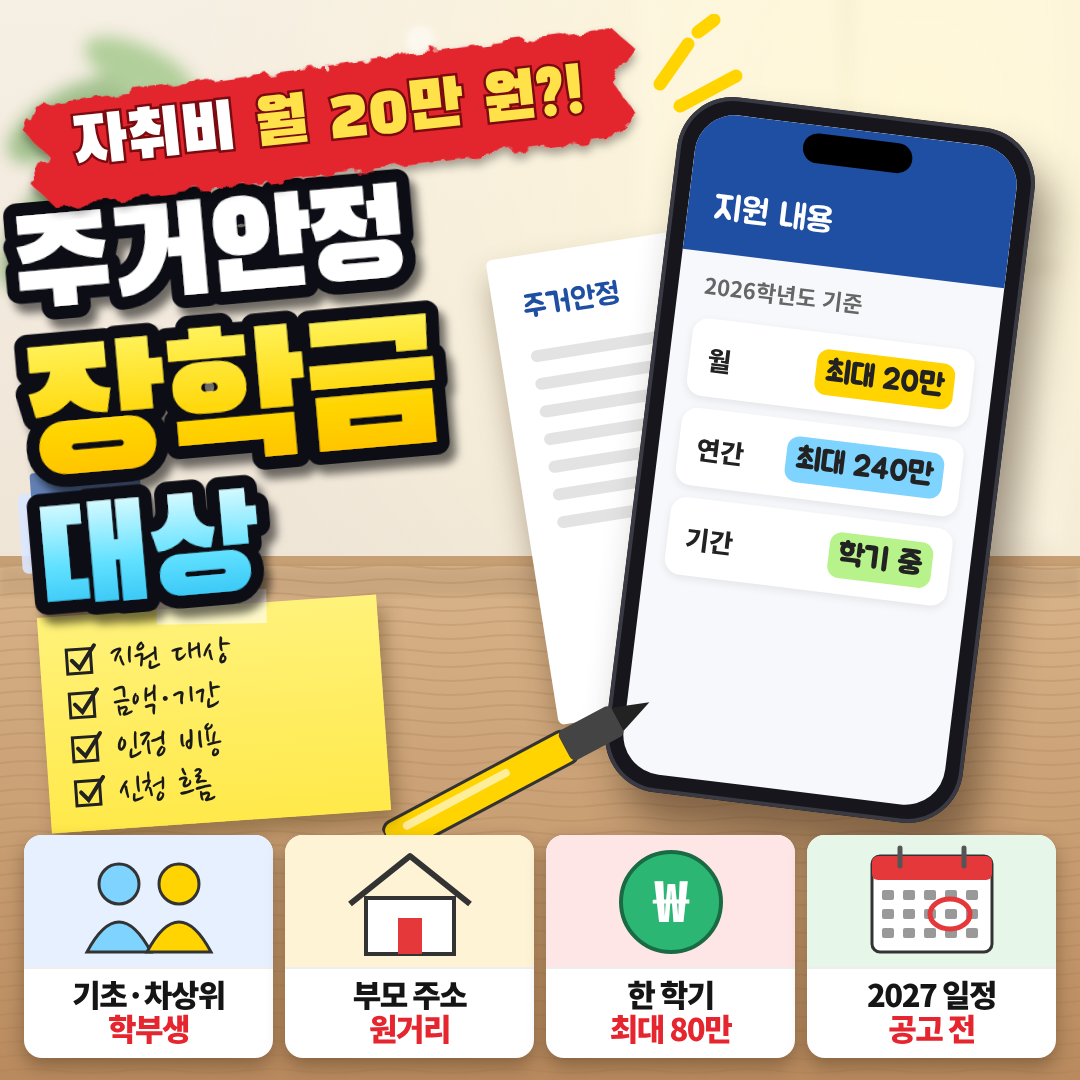 자취비 월 20만 원?!
주거안정
장학금
대상
주거안정
지원 내용
2026학년도 기준
월 최대 20만
연간 최대 240만
기간 학기 중
지원 대상
금액·기간
인정 비용
신청 흐름
기초·차상위
학부생
부모 주소
원거리
₩
한 학기
최대 80만
2027 일정
공고 전